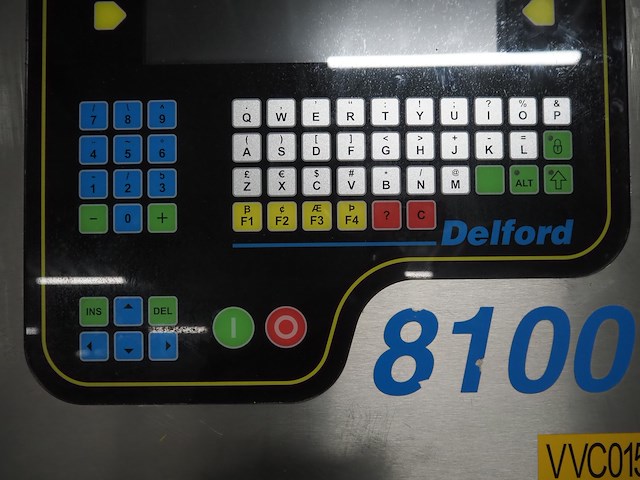 / 7 \ 8 ^ 9
- 4 ~ 5 * 6
1 / 2 3
- 0 +
Q W E R T Y U ? I % O & P
( A ) S [ D ] F < G > H + J - K = L
£ Z € X $ C # V * B / N @ M ALT
F1 ¢ F2 Æ F3 Þ F4 ? C
Delford
INS DEL
8100
VVC015